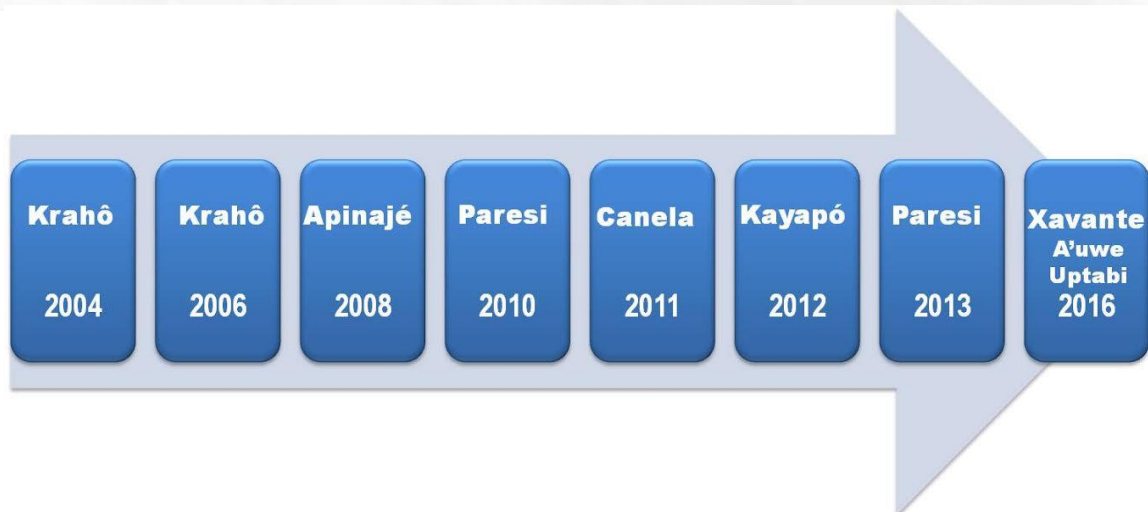 Krahô
2004
Krahô
2006
Apinajé
2008
Paresi
2010
Canela
2011
Kayapó
2012
Paresi
2013
Xavante
A’uwe
Uptabi
2016